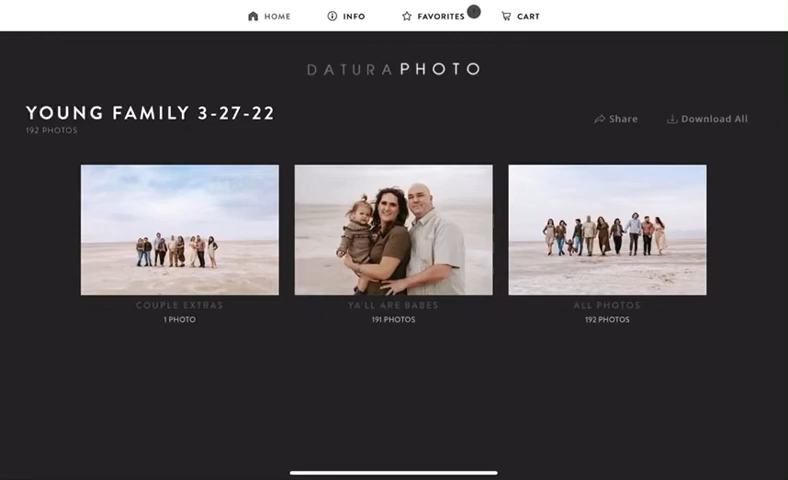 HOME INFO FAVORITES CART
DATURAPHOTO
YOUNG FAMILY 3-27-22
192 PHOTOS
Share Download All
COUPLE EXTRAS YA'LL ARE BABES ALL PHOTOS
1 PHOTO 191 PHOTOS 192 PHOTOS